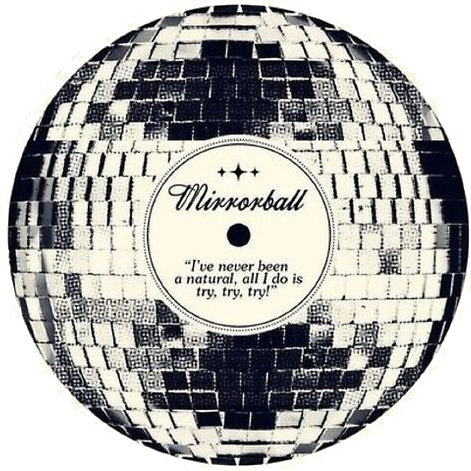 Mirrorball
“I've never been
a natural, all I do is
try, try, try!”